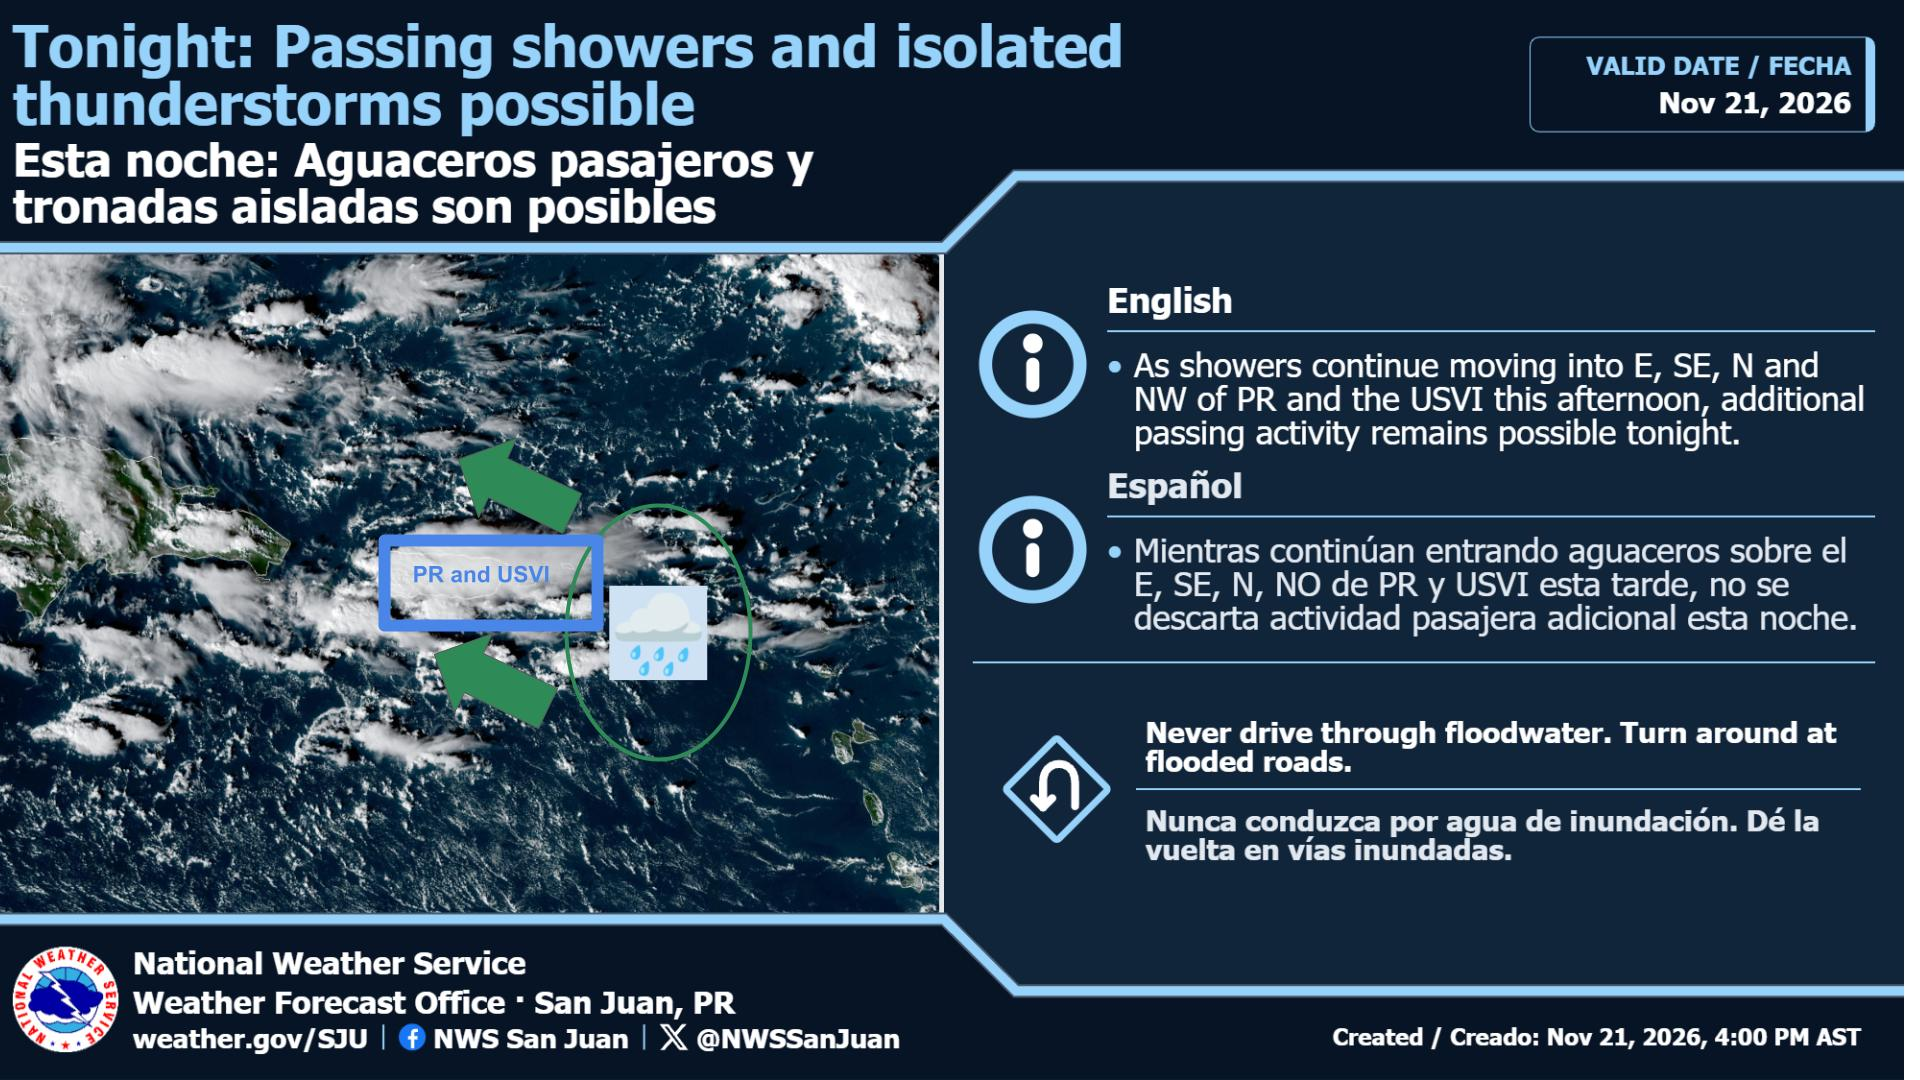 Tonight: Passing showers and isolated
thunderstorms possible
Esta noche: Aguaceros pasajeros y
tronadas aisladas son posibles
VALID DATE / FECHA
Nov 21, 2026
PR and USVI
English
• As showers continue moving into E, SE, N and
NW of PR and the USVI this afternoon, additional
passing activity remains possible tonight.
Español
• Mientras continúan entrando aguaceros sobre el
E, SE, N, NO de PR y USVI esta tarde, no se
descarta actividad pasajera adicional esta noche.
Never drive through floodwater. Turn around at
flooded roads.
Nunca conduzca por agua de inundación. Dé la
vuelta en vías inundadas.
NATIONAL WEATHER SERVICE
National Weather Service
Weather Forecast Office · San Juan, PR
weather.gov/SJU | NWS San Juan | @NWSSanJuan
Created / Creado: Nov 21, 2026, 4:00 PM AST